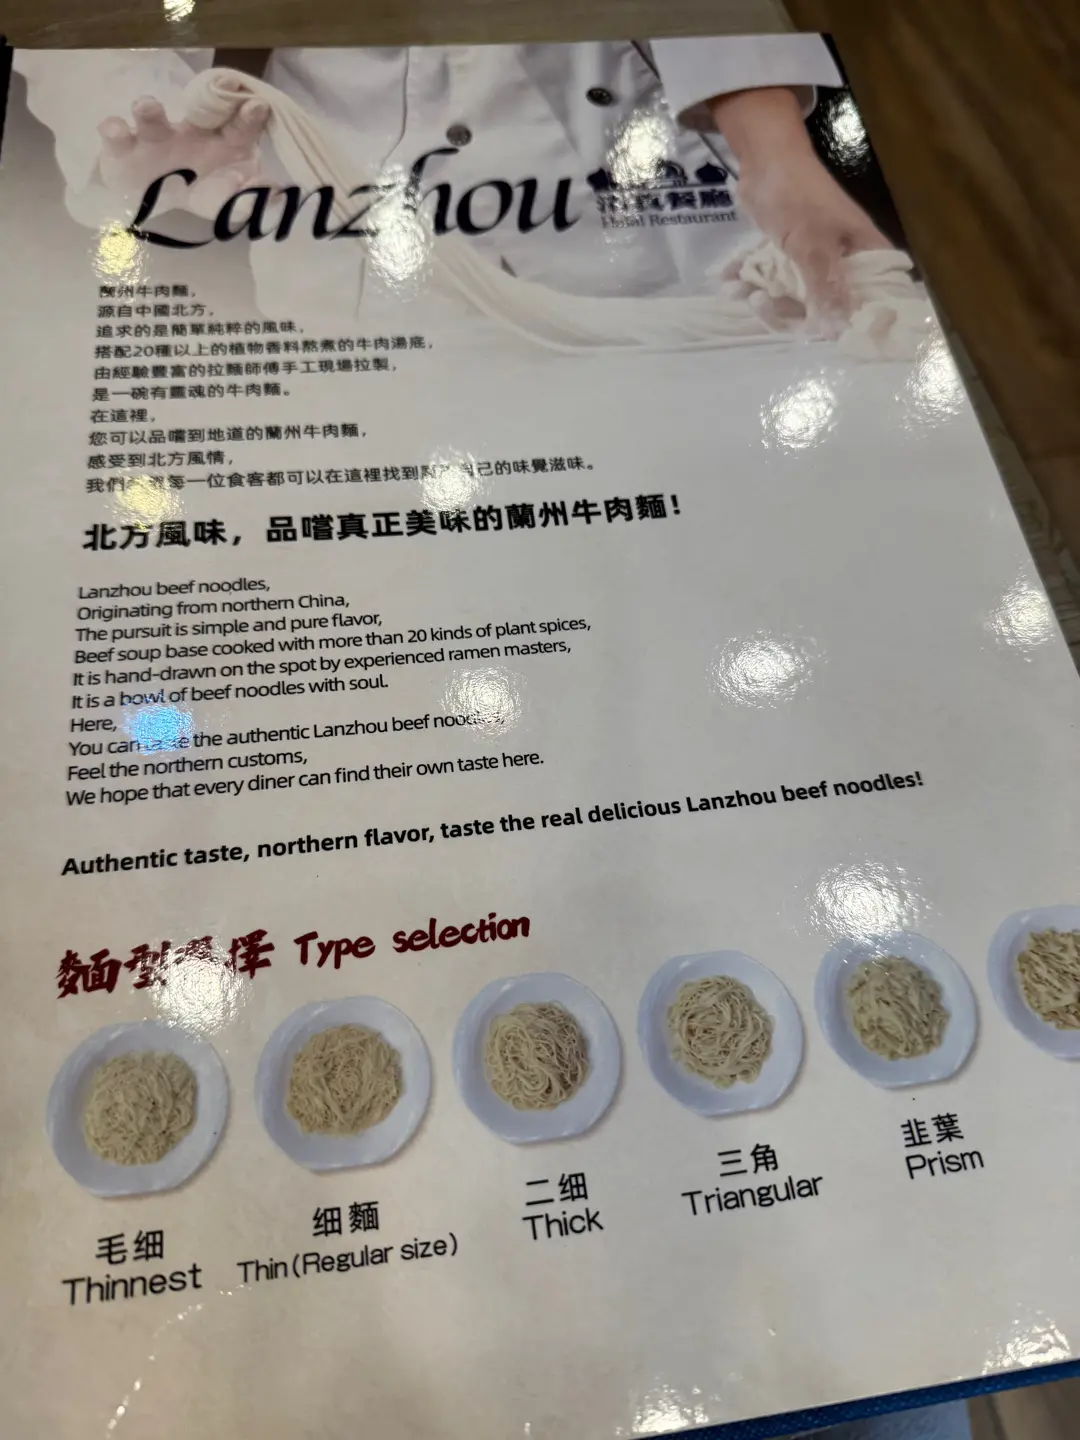 Lanzhou
清真餐廳
Halal Restaurant
蘭州牛肉麵，
源自中國北方，
追求的是簡單純粹的風味，
搭配20種以上的植物香料熬煮的牛肉湯底，
由經驗豐富的拉麵師傅手工現場拉製，
是一碗有靈魂的牛肉麵。
在這裡，
您可以品嚐到地道的蘭州牛肉麵，
感受到北方風情，
我們 每一位食客都可以在這裡找到 自己的味覺滋味。
北方風味，品嚐真正美味的蘭州牛肉麵！
Lanzhou beef noodles,
Originating from northern China,
The pursuit is simple and pure flavor,
Beef soup base cooked with more than 20 kinds of plant spices,
It is hand-drawn on the spot by experienced ramen masters,
It is a bowl of beef noodles with soul.
Here,
You can taste the authentic Lanzhou beef noodles,
Feel the northern customs,
We hope that every diner can find their own taste here.
Authentic taste, northern flavor, taste the real delicious Lanzhou beef noodles!
麵型選擇 Type selection
毛细
Thinnest
细麵
Thin(Regular size)
二细
Thick
三角
Triangular
韭葉
Prism